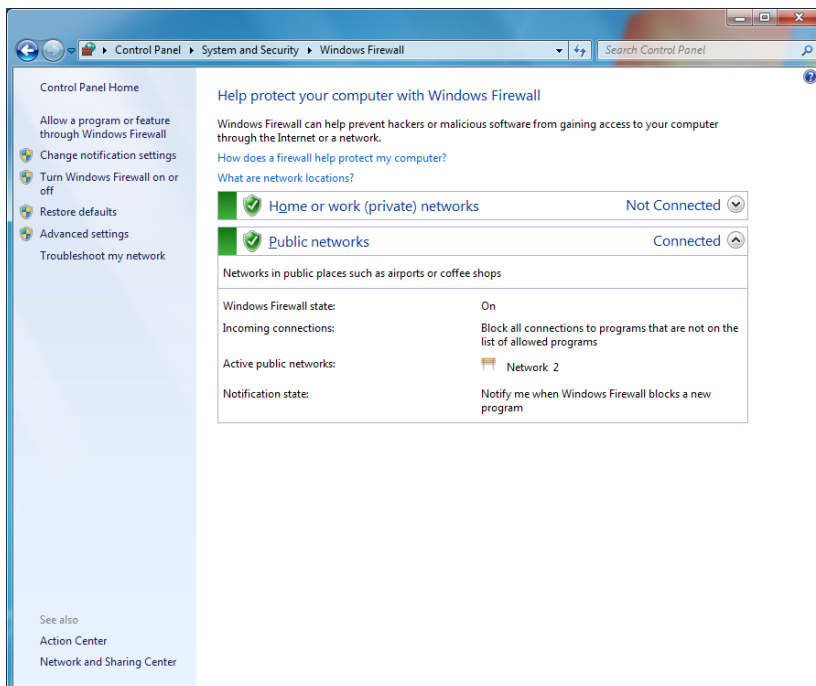 Control Panel ▸ System and Security ▸ Windows Firewall
Search Control Panel
Control Panel Home
Allow a program or feature
through Windows Firewall
Change notification settings
Turn Windows Firewall on or
off
Restore defaults
Advanced settings
Troubleshoot my network
See also
Action Center
Network and Sharing Center
Help protect your computer with Windows Firewall
Windows Firewall can help prevent hackers or malicious software from gaining access to your computer
through the Internet or a network.
How does a firewall help protect my computer?
What are network locations?
Home or work (private) networks Not Connected
Public networks Connected
Networks in public places such as airports or coffee shops
Windows Firewall state: On
Incoming connections: Block all connections to programs that are not on the
list of allowed programs
Active public networks: Network 2
Notification state: Notify me when Windows Firewall blocks a new
program